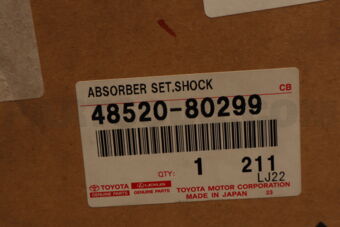 ABSORBER SET.SHOCK CB
48520-80299
QTY: 1 211
LJ22
TOYOTA LEXUS TOYOTA MOTOR CORPORATION
GENUINE PARTS GENUINE PARTS MADE IN JAPAN 23